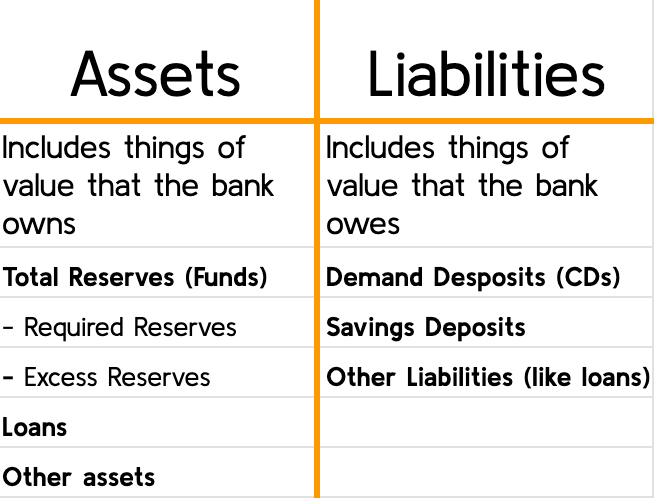 Assets
Liabilities
Includes things of
value that the bank
owns
Includes things of
value that the bank
owes
Total Reserves (Funds)
Demand Desposits (CDs)
- Required Reserves
Savings Deposits
- Excess Reserves
Other Liabilities (like loans)
Loans
Other assets